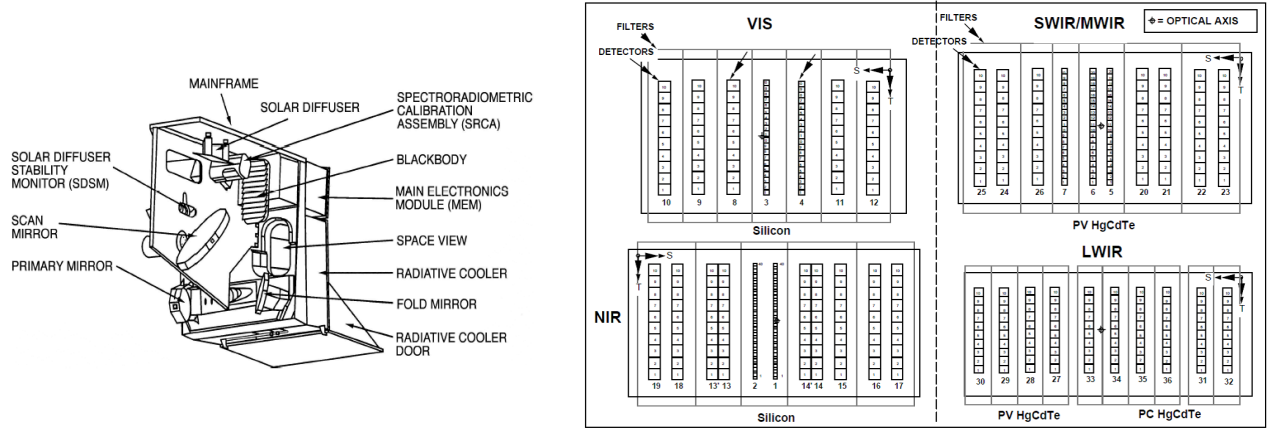 MAINFRAME
SOLAR DIFFUSER
SPECTRORADIOMETRIC
CALIBRATION
ASSEMBLY (SRCA)
SOLAR DIFFUSER
STABILITY
MONITOR (SDSM)
BLACKBODY
MAIN ELECTRONICS
MODULE (MEM)
SCAN
MIRROR
SPACE VIEW
PRIMARY MIRROR
RADIATIVE COOLER
FOLD MIRROR
RADIATIVE COOLER
DOOR
VIS
FILTERS
DETECTORS
S
T
10 9 8 3 4 11 12
Silicon
SWIR/MWIR
= OPTICAL AXIS
FILTERS
DETECTORS
S
T
25 24 26 7 6 5 20 21 22 23
PV HgCdTe
NIR
S
T
19 18 13' 13 2 1 14' 14 15 16 17
Silicon
LWIR
S
T
30 29 28 27 33 34 35 36 31 32
PV HgCdTe
PC HgCdTe